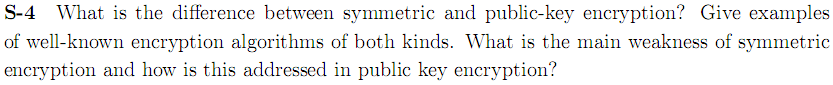 S-4 What is the difference between symmetric and public-key encryption? Give examples
of well-known encryption algorithms of both kinds. What is the main weakness of symmetric
encryption and how is this addressed in public key encryption?